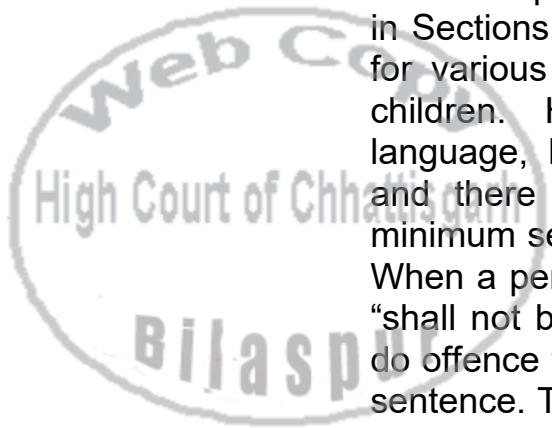 in Sections
for various
children.
language,
and there
minimum se
When a per
“shall not b
do offence
sentence. T
Web Copy
High Court of Chhattisgarh
Bilaspur